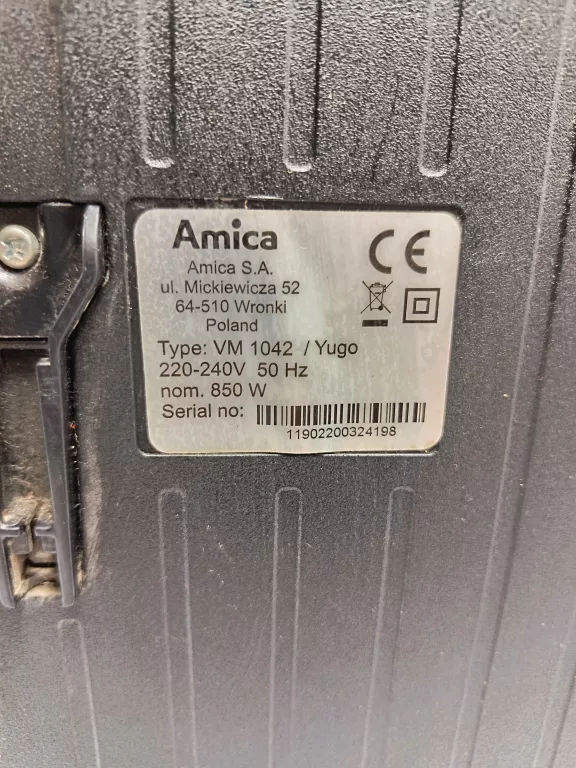 Amica
CE
Amica S.A.
ul. Mickiewicza 52
64-510 Wronki
Poland
Type: VM 1042 / Yugo
220-240V 50 Hz
nom. 850 W
Serial no:
11902200324198